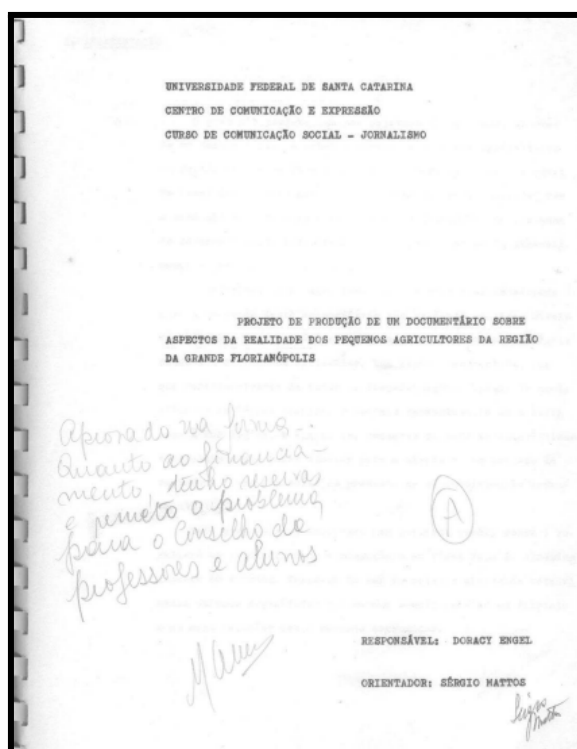 UNIVERSIDADE FEDERAL DE SANTA CATARINA
CENTRO DE COMUNICAÇÃO E EXPRESSÃO
CURSO DE COMUNICAÇÃO SOCIAL - JORNALISMO
PROJETO DE PRODUÇÃO DE UM DOCUMENTÁRIO SOBRE
ASPECTOS DA REALIDADE DOS PEQUENOS AGRICULTORES DA REGIÃO
DA GRANDE FLORIANÓPOLIS
Aprovado na forma...
Quanto ao financia-
mento, tenho reservas
e remeto o problema
para o Conselho de
professores e alunos
A
RESPONSÁVEL: DORACY ENGEL
ORIENTADOR: SÉRGIO MATTOS
Sérgio
Mattos